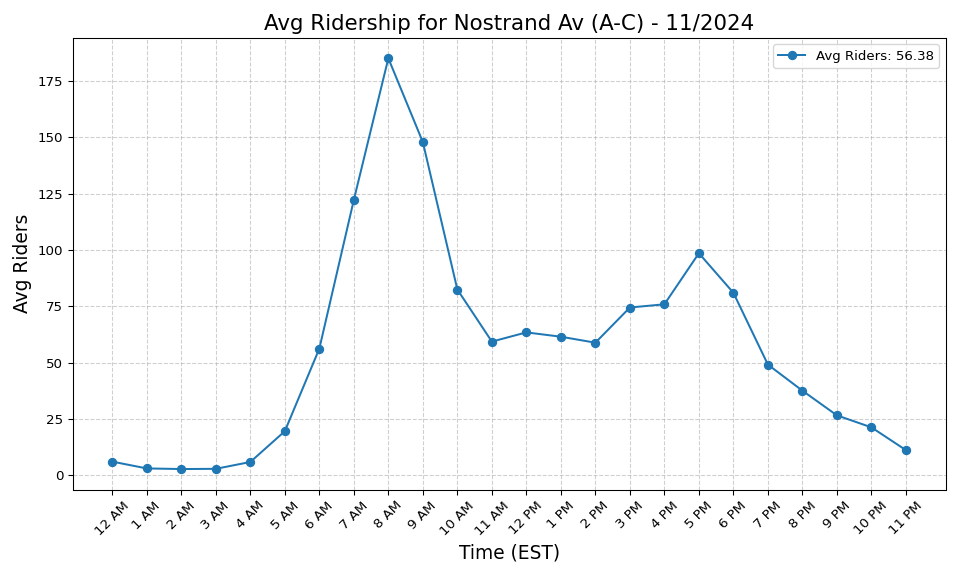 Avg Ridership for Nostrand Av (A-C) - 11/2024
Avg Riders: 56.38
Avg Riders
175
150
125
100
75
50
25
0
12 AM
1 AM
2 AM
3 AM
4 AM
5 AM
6 AM
7 AM
8 AM
9 AM
10 AM
11 AM
12 PM
1 PM
2 PM
3 PM
4 PM
5 PM
6 PM
7 PM
8 PM
9 PM
10 PM
11 PM
Time (EST)